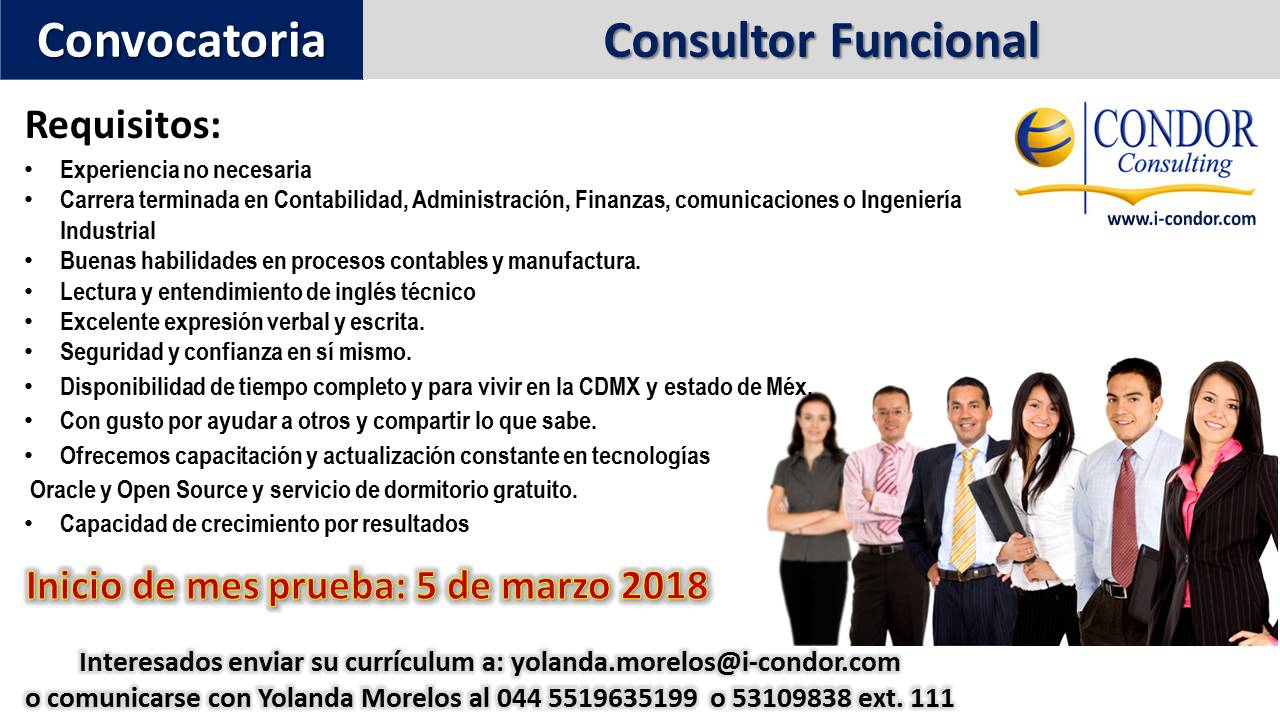 Convocatoria
Consultor Funcional
Requisitos:
• Experiencia no necesaria
• Carrera terminada en Contabilidad, Administración, Finanzas, comunicaciones o Ingeniería
Industrial
• Buenas habilidades en procesos contables y manufactura.
• Lectura y entendimiento de inglés técnico
• Excelente expresión verbal y escrita.
• Seguridad y confianza en sí mismo.
• Disponibilidad de tiempo completo y para vivir en la CDMX y estado de Méx.
• Con gusto por ayudar a otros y compartir lo que sabe.
• Ofrecemos capacitación y actualización constante en tecnologías
Oracle y Open Source y servicio de dormitorio gratuito.
• Capacidad de crecimiento por resultados
CONDOR
Consulting
www.i-condor.com
Inicio de mes prueba: 5 de marzo 2018
Interesados enviar su currículum a: yolanda.morelos@i-condor.com
o comunicarse con Yolanda Morelos al 044 5519635199 o 53109838 ext. 111